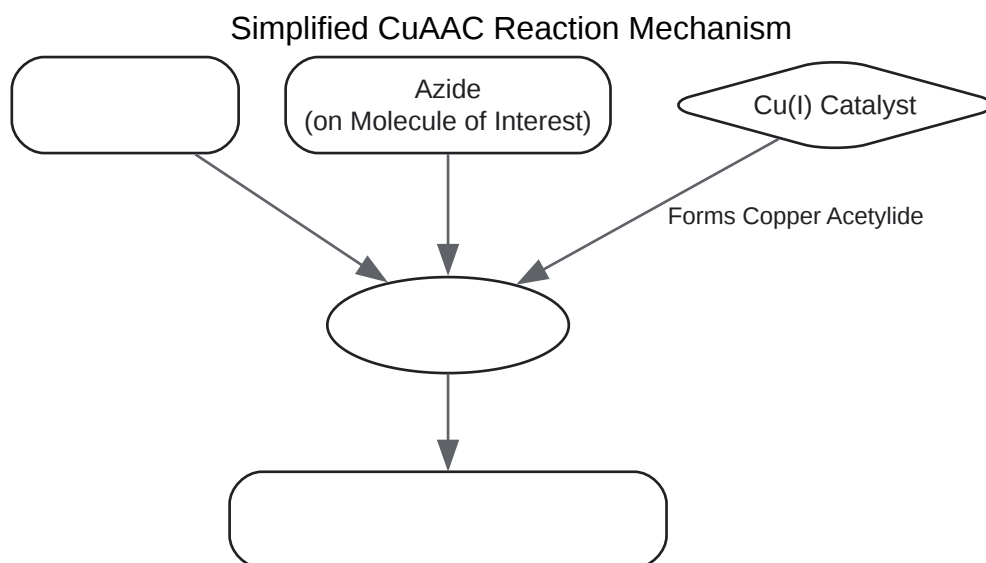 Simplified CuAAC Reaction Mechanism
Azide
(on Molecule of Interest)
Cu(I) Catalyst
Forms Copper Acetylide